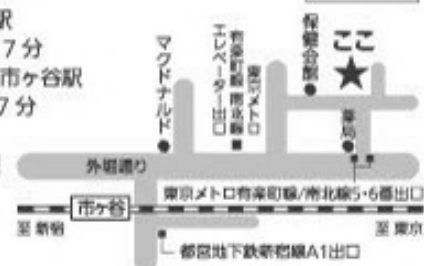 駅
7分
市ヶ谷駅
7分
マクドナルド
有楽町線 南北線
エレベーター出口
東京メトロ
保健会館
ここ
薬局
外堀通り
東京メトロ有楽町線/南北線5・6番出口
市ヶ谷
至 新宿
至 東京
都営地下鉄新宿線A1出口